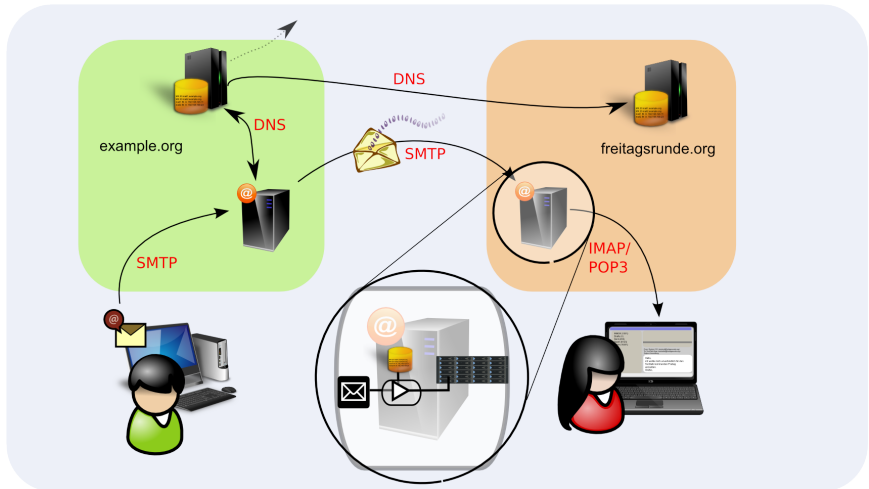 DNS
DNS
example.org
freitagsrunde.org
SMTP
@
@
SMTP
IMAP/
POP3
@
@